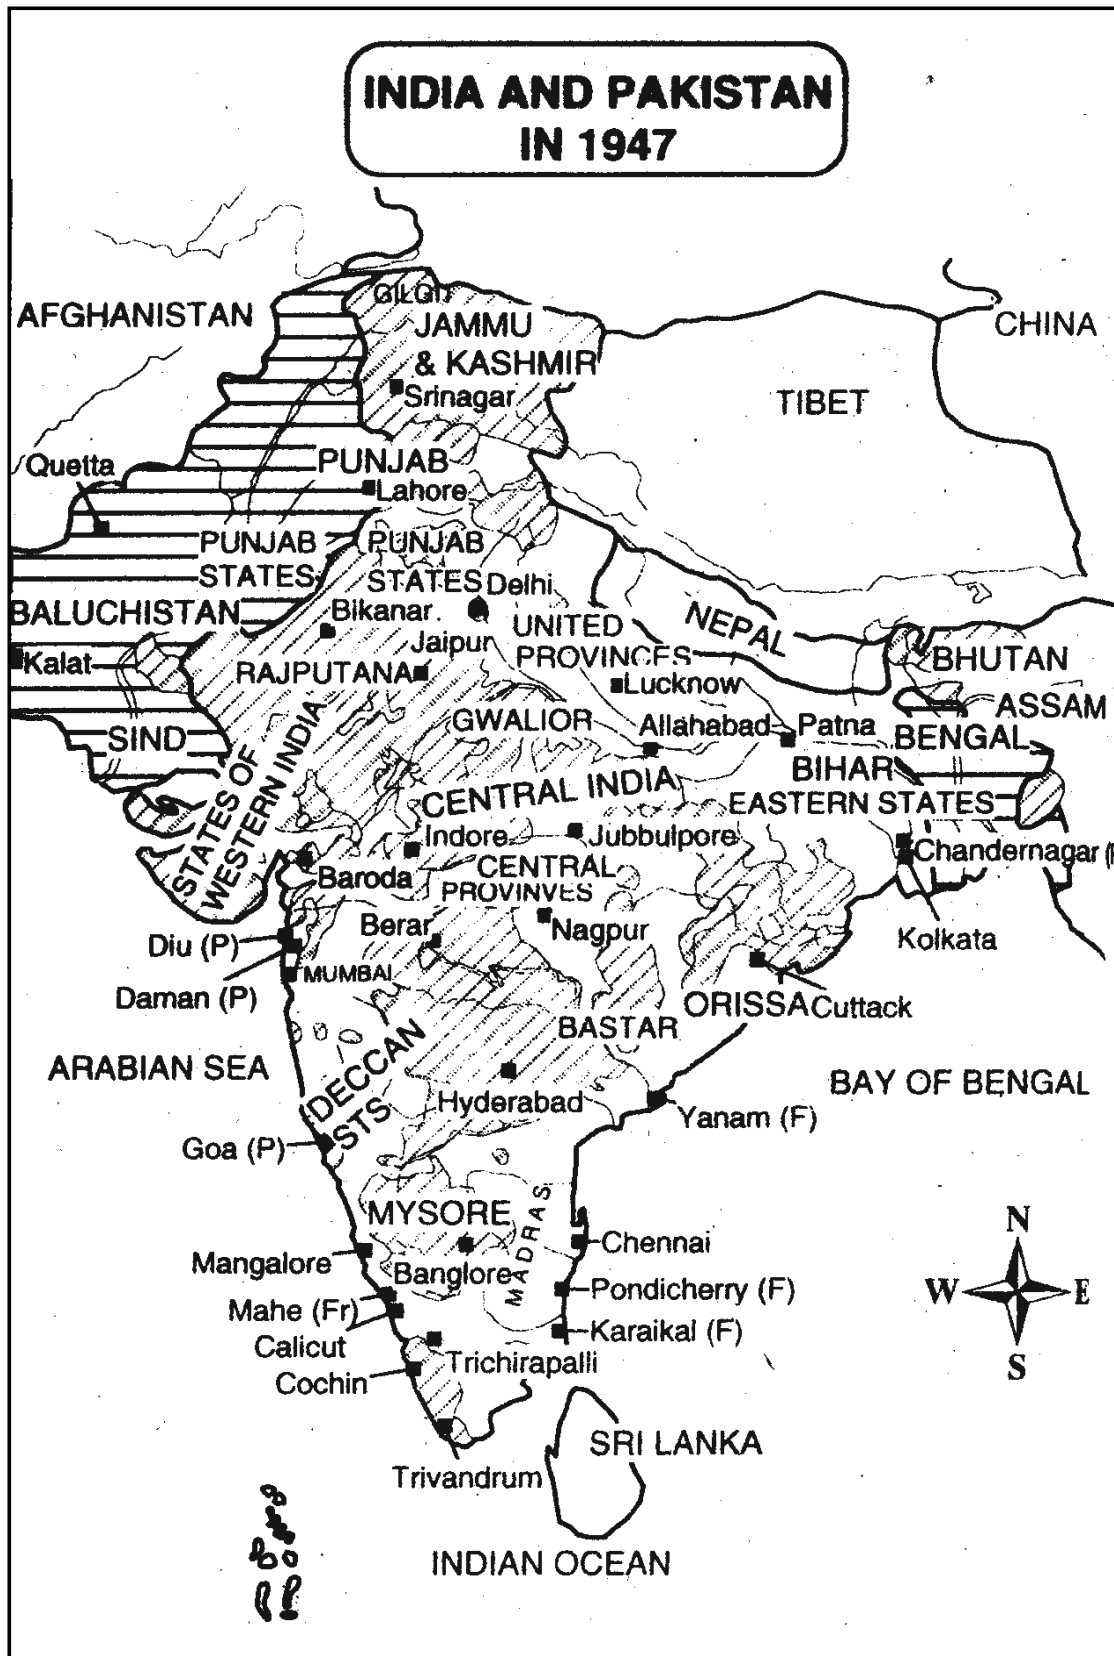 INDIA AND PAKISTAN
IN 1947
AFGHANISTAN
GILGIT
JAMMU
& KASHMIR
Srinagar
CHINA
TIBET
Quetta
PUNJAB
Lahore
PUNJAB
STATES
PUNJAB
STATES
Delhi
BALUCHISTAN
Bikanar
Jaipur
UNITED
PROVINCES
NEPAL
BHUTAN
Kalat
RAJPUTANA
Lucknow
ASSAM
SIND
GWALIOR
Allahabad
Patna
BENGAL
STATES OF
WESTERN INDIA
CENTRAL INDIA
BIHAR
EASTERN STATES
Indore
Jubbulpore
Chandernagar (F
Baroda
CENTRAL
PROVINVES
Diu (P)
Berar
Nagpur
Kolkata
Daman (P)
MUMBAI
ORISSA
Cuttack
BASTAR
ARABIAN SEA
DECCAN
STS
Hyderabad
BAY OF BENGAL
Yanam (F)
Goa (P)
MYSORE
MADRAS
Mangalore
Banglore
Chennai
Mahe (Fr)
Pondicherry (F)
Calicut
Karaikal (F)
Cochin
Trichirapalli
Trivandrum
SRI LANKA
INDIAN OCEAN
N
W
E
S